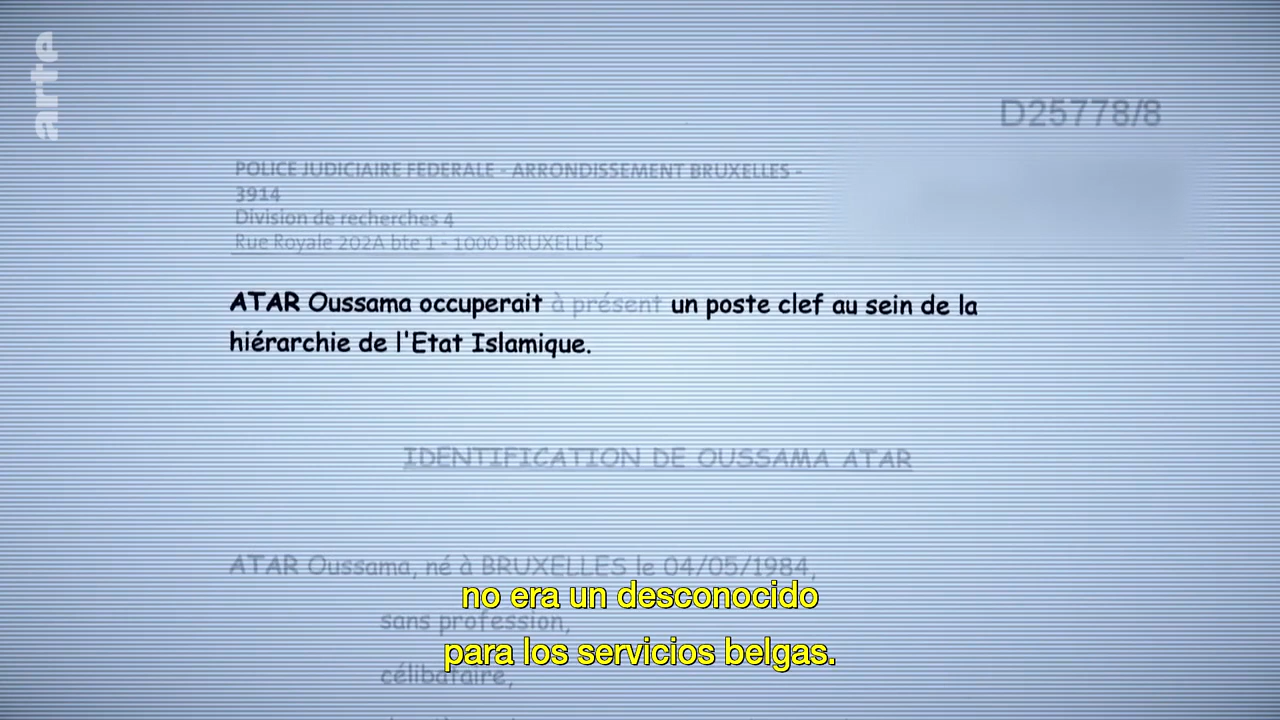 arte
D25778/8
POLICE JUDICIAIRE FEDERALE - ARRONDISSEMENT BRUXELLES -
3914
Division de recherches 4
Rue Royale 202A bte 1 - 1000 BRUXELLES
ATAR Oussama occuperait à présent un poste clef au sein de la
hiérarchie de l'Etat Islamique.
IDENTIFICATION DE OUSSAMA ATAR
ATAR Oussama, né à BRUXELLES le 04/05/1984,
no era un desconocido
sans profession,
para los servicios belgas.
célibataire,